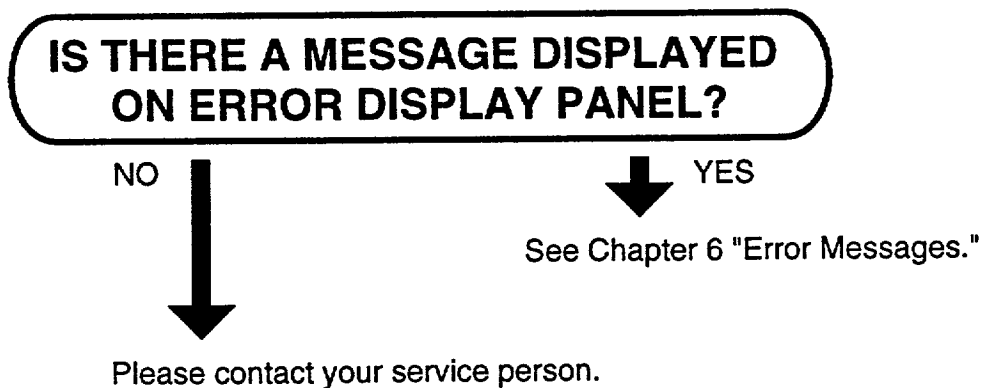 IS THERE A MESSAGE DISPLAYED
ON ERROR DISPLAY PANEL?
NO
YES
See Chapter 6 "Error Messages."
Please contact your service person.